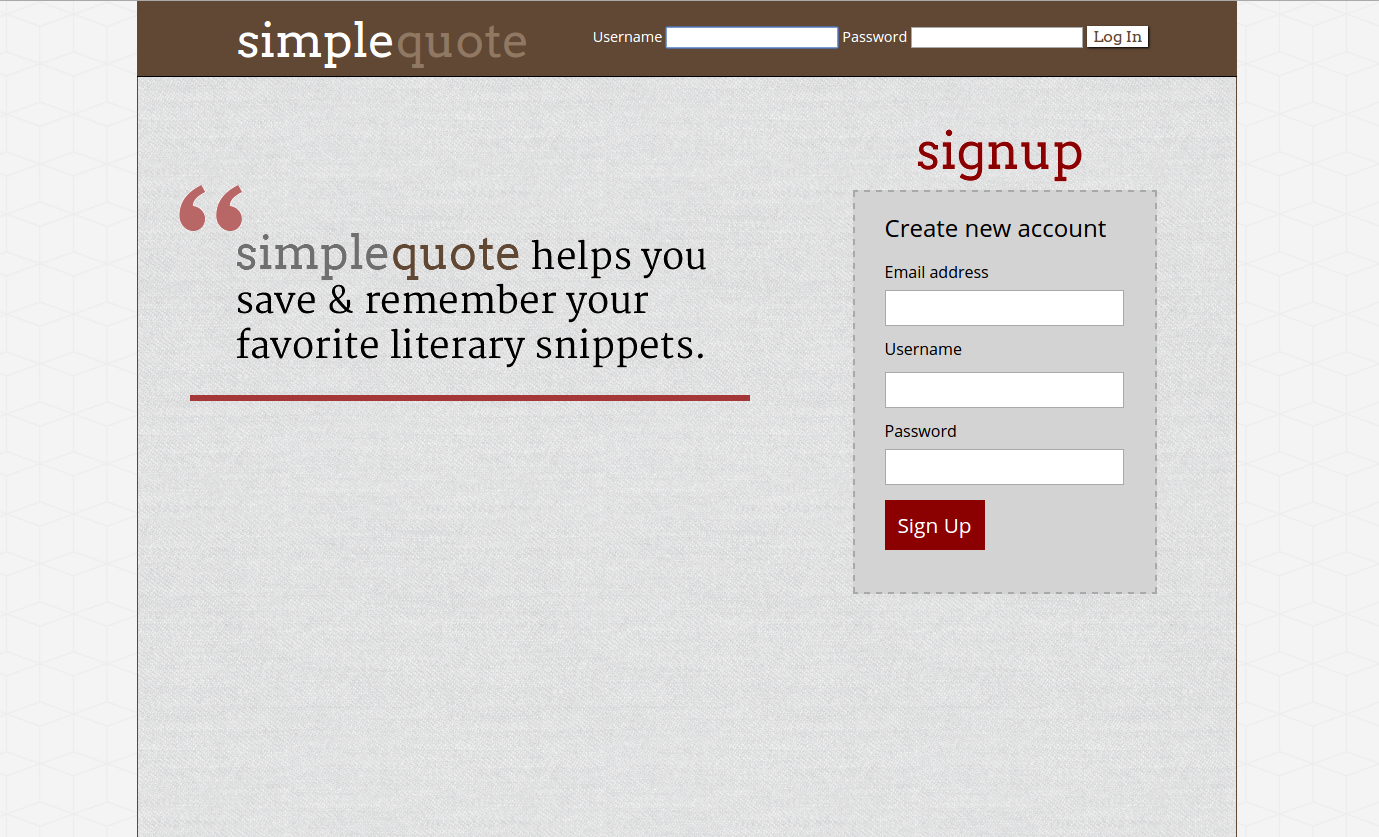 simplequote Username Password Log In
signup
“
simplequote helps you
save & remember your
favorite literary snippets.
Create new account
Email address
Username
Password
Sign Up